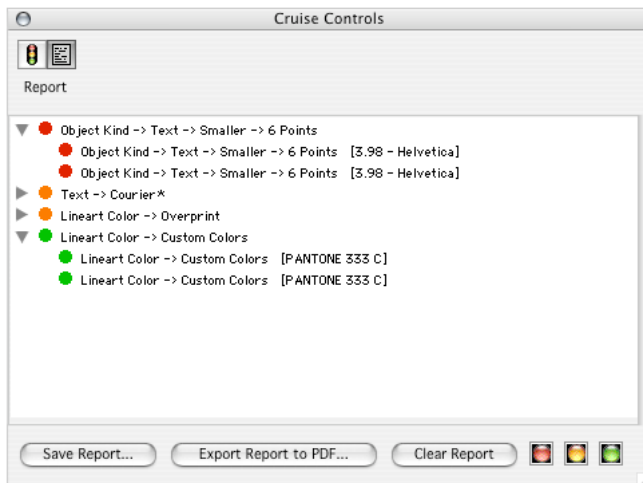 Cruise Controls
Report
Object Kind -> Text -> Smaller -> 6 Points
Object Kind -> Text -> Smaller -> 6 Points [3.98 - Helvetica]
Object Kind -> Text -> Smaller -> 6 Points [3.98 - Helvetica]
Text -> Courier*
Lineart Color -> Overprint
Lineart Color -> Custom Colors
Lineart Color -> Custom Colors [PANTONE 333 C]
Lineart Color -> Custom Colors [PANTONE 333 C]
Save Report... Export Report to PDF... Clear Report